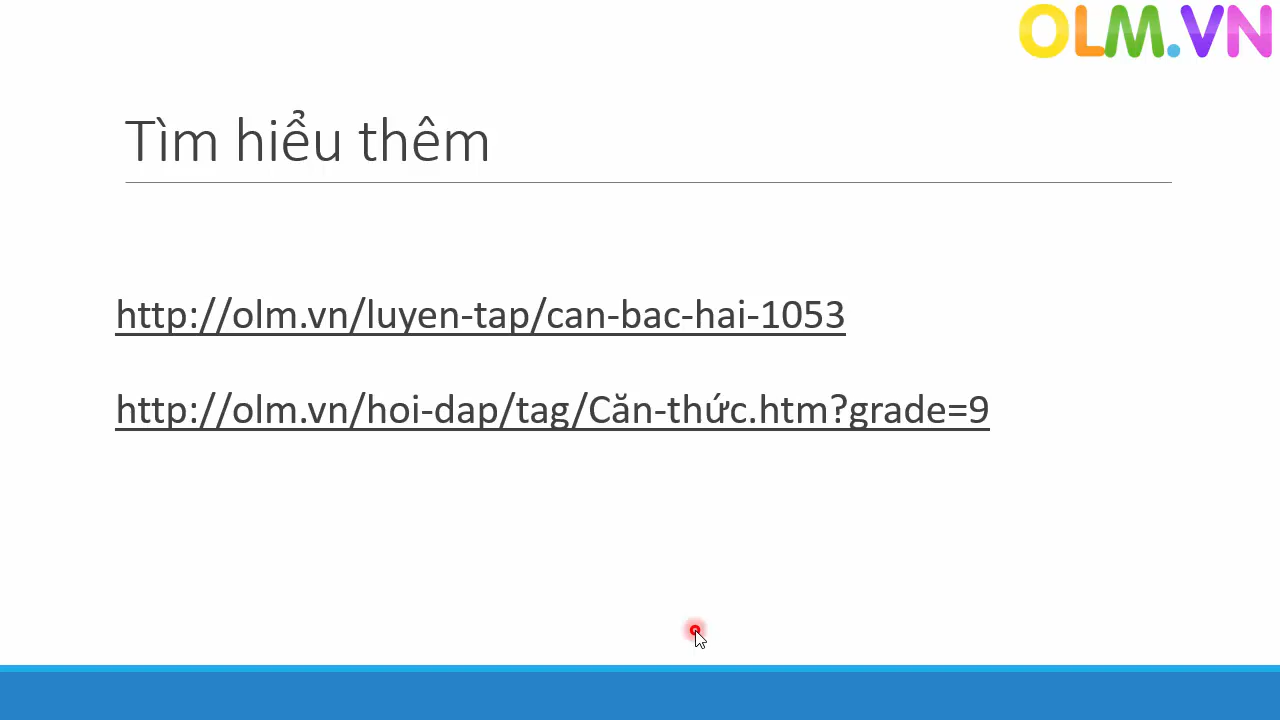 OLM.VN
Tìm hiểu thêm
http://olm.vn/luyen-tap/can-bac-hai-1053
http://olm.vn/hoi-dap/tag/Căn-thức.htm?grade=9